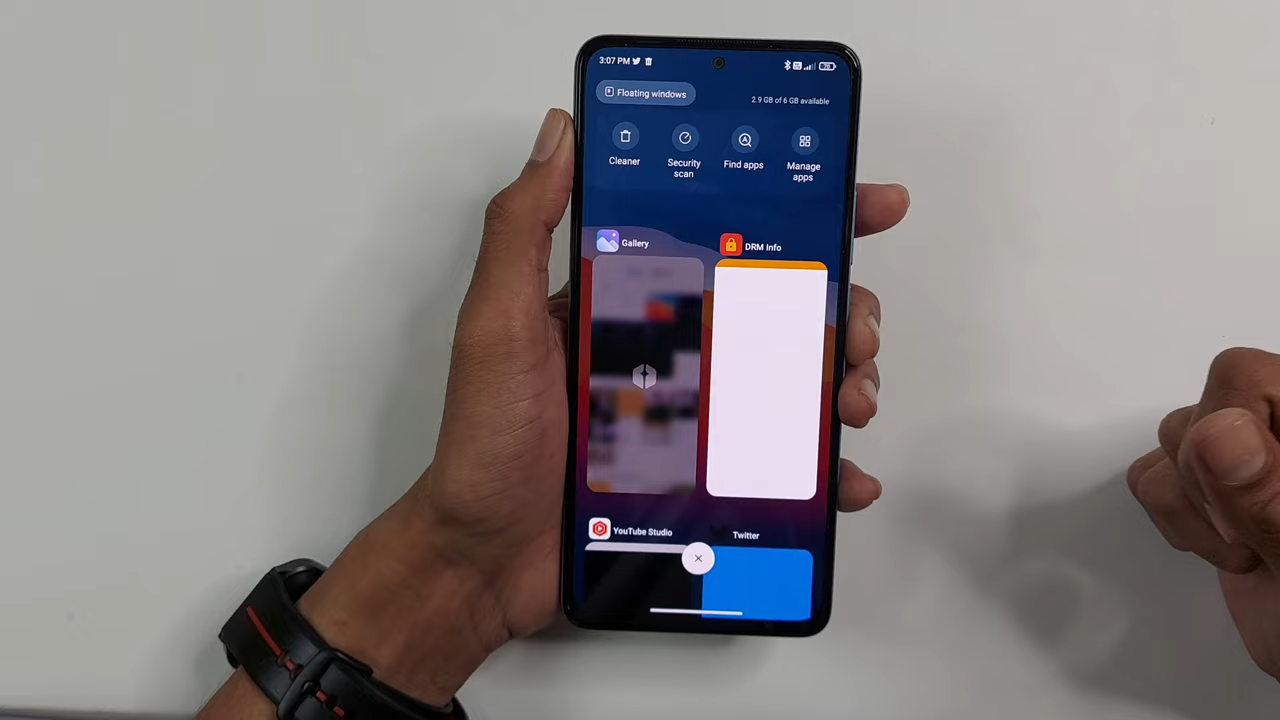 3:07 PM
70
Floating windows
2.9 GB of 6 GB available
Cleaner
Security
scan
Find apps
Manage
apps
Gallery
DRM Info
YouTube Studio
Twitter